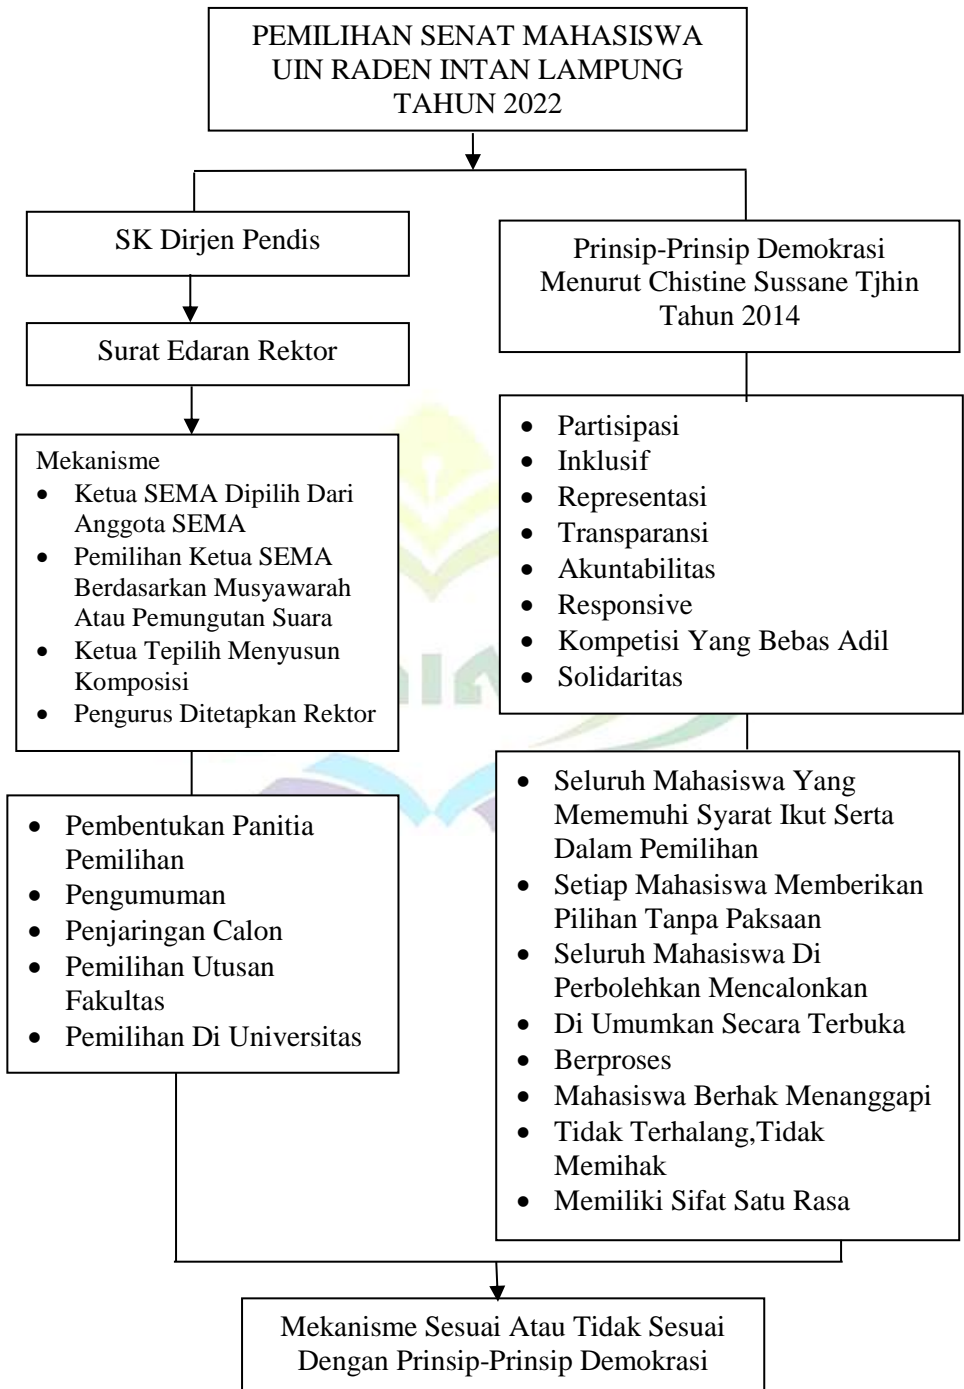 PEMILIHAN SENAT MAHASISWA
UIN RADEN INTAN LAMPUNG
TAHUN 2022
SK Dirjen Pendis
Surat Edaran Rektor
Mekanisme
• Ketua SEMA Dipilih Dari
Anggota SEMA
• Pemilihan Ketua SEMA
Berdasarkan Musyawarah
Atau Pemungutan Suara
• Ketua Tepilih Menyusun
Komposisi
• Pengurus Ditetapkan Rektor
• Pembentukan Panitia
Pemilihan
• Pengumuman
• Penjaringan Calon
• Pemilihan Utusan
Fakultas
• Pemilihan Di Universitas
Prinsip-Prinsip Demokrasi
Menurut Chistine Sussane Tjhin
Tahun 2014
• Partisipasi
• Inklusif
• Representasi
• Transparansi
• Akuntabilitas
• Responsive
• Kompetisi Yang Bebas Adil
• Solidaritas
• Seluruh Mahasiswa Yang
Mememuhi Syarat Ikut Serta
Dalam Pemilihan
• Setiap Mahasiswa Memberikan
Pilihan Tanpa Paksaan
• Seluruh Mahasiswa Di
Perbolehkan Mencalonkan
• Di Umumkan Secara Terbuka
• Berproses
• Mahasiswa Berhak Menanggapi
• Tidak Terhalang,Tidak
Memihak
• Memiliki Sifat Satu Rasa
Mekanisme Sesuai Atau Tidak Sesuai
Dengan Prinsip-Prinsip Demokrasi